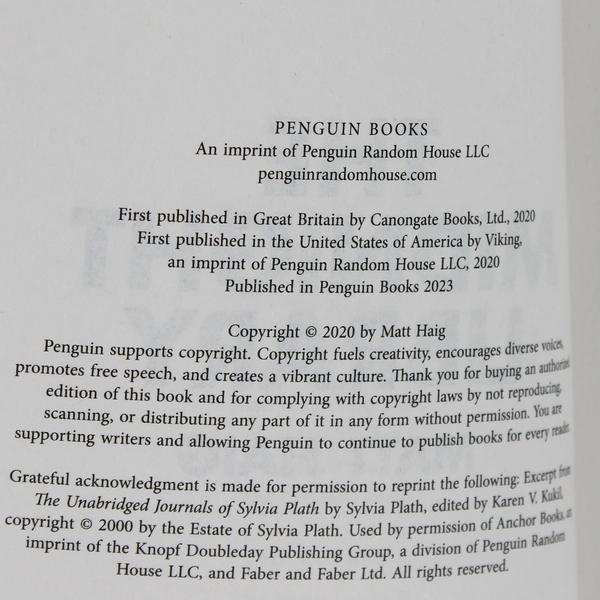 PENGUIN BOOKS
An imprint of Penguin Random House LLC
penguinrandomhouse.com
First published in Great Britain by Canongate Books, Ltd., 2020
First published in the United States of America by Viking,
an imprint of Penguin Random House LLC, 2020
Published in Penguin Books 2023
Copyright © 2020 by Matt Haig
Penguin supports copyright. Copyright fuels creativity, encourages diverse voices,
promotes free speech, and creates a vibrant culture. Thank you for buying an authorized
edition of this book and for complying with copyright laws by not reproducing,
scanning, or distributing any part of it in any form without permission. You are
supporting writers and allowing Penguin to continue to publish books for every reader.
Grateful acknowledgment is made for permission to reprint the following: Excerpt from
The Unabridged Journals of Sylvia Plath by Sylvia Plath, edited by Karen V. Kukil,
copyright © 2000 by the Estate of Sylvia Plath. Used by permission of Anchor Books, an
imprint of the Knopf Doubleday Publishing Group, a division of Penguin Random
House LLC, and Faber and Faber Ltd. All rights reserved.